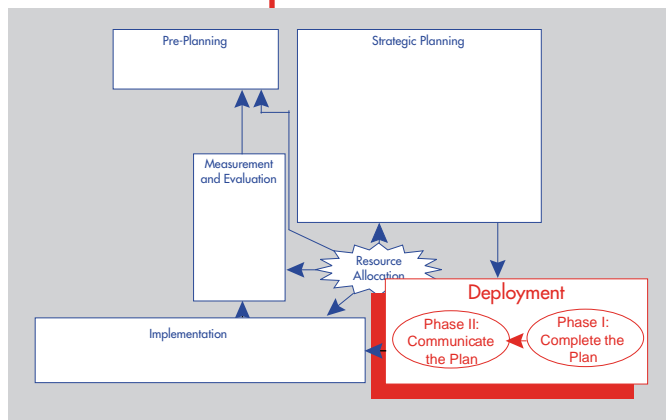 Pre-Planning
Strategic Planning
Measurement
and Evaluation
Resource
Allocation
Deployment
Phase II:
Communicate
the Plan
Phase I:
Complete the
Plan
Implementation